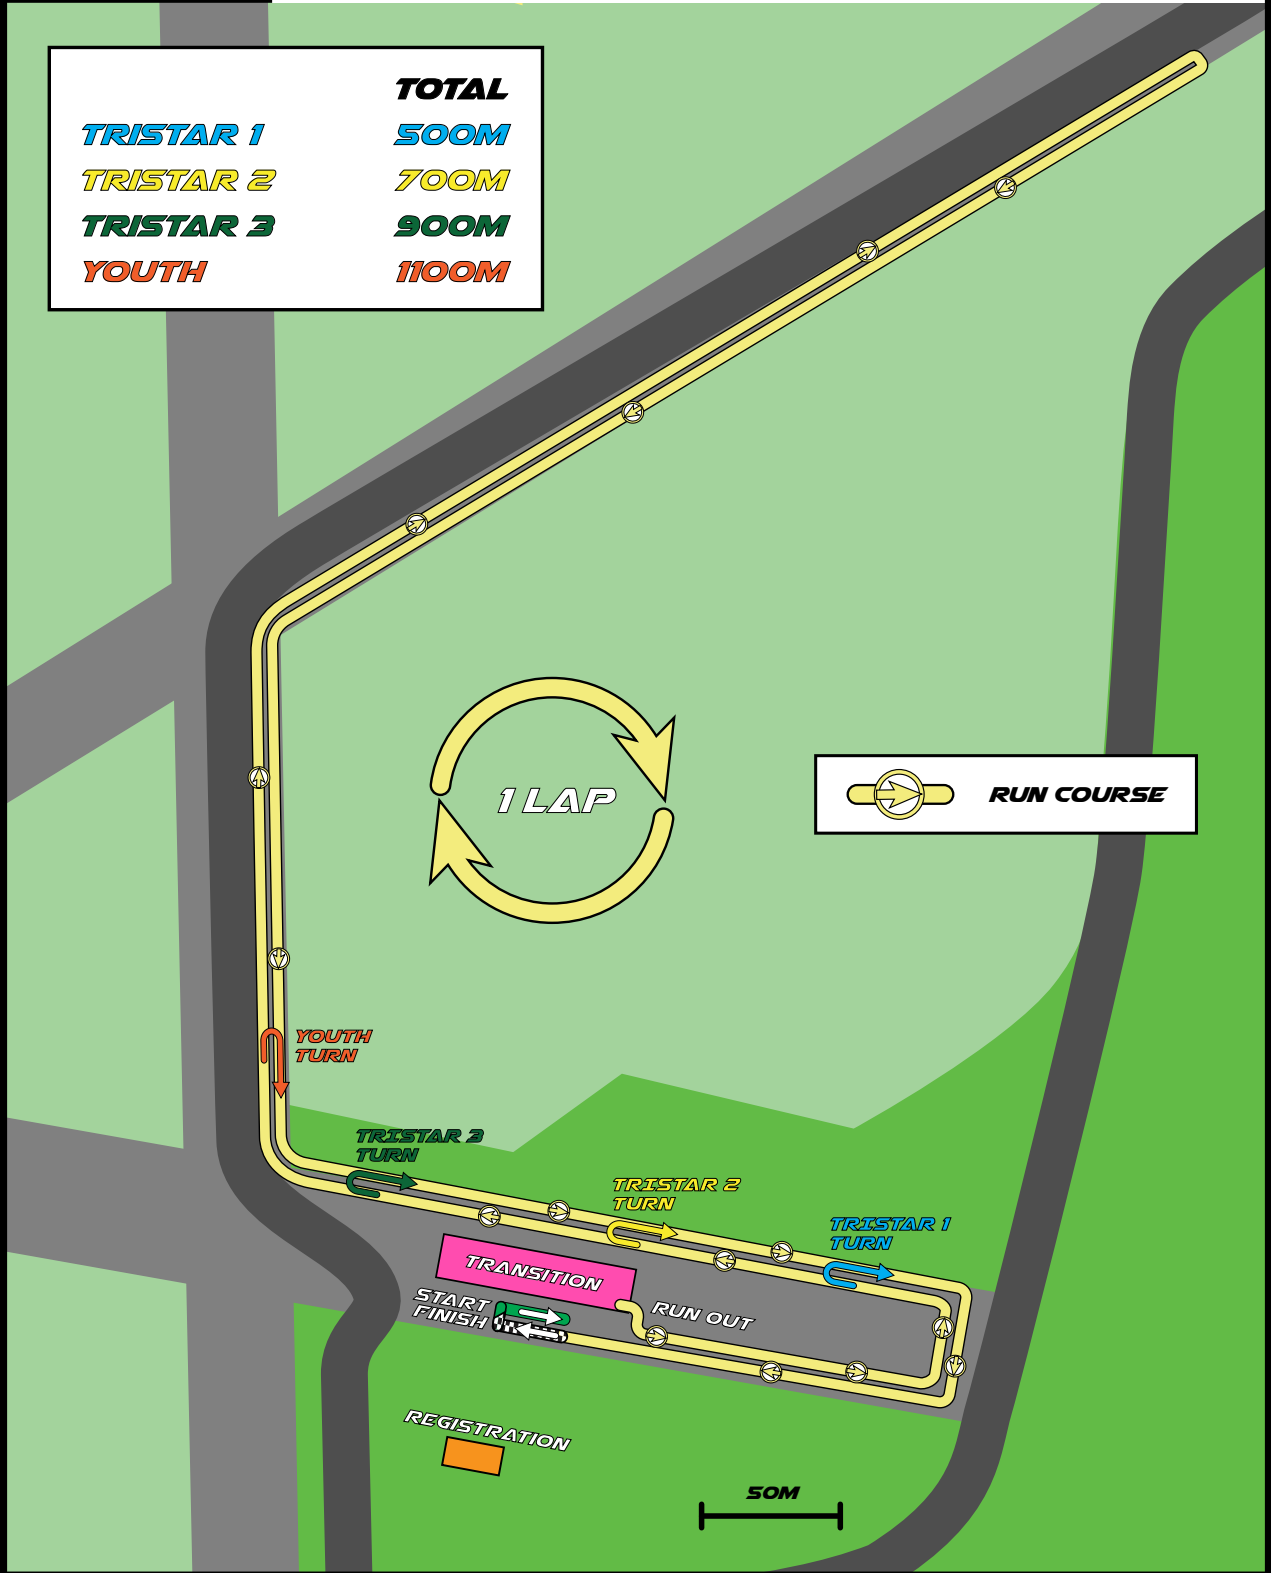 TOTAL
TRISTAR 1 500M
TRISTAR 2 700M
TRISTAR 3 900M
YOUTH 1100M
1 LAP
RUN COURSE
YOUTH
TURN
TRISTAR 3
TURN
TRISTAR 2
TURN
TRISTAR 1
TURN
TRANSITION
START
FINISH
RUN OUT
REGISTRATION
50M